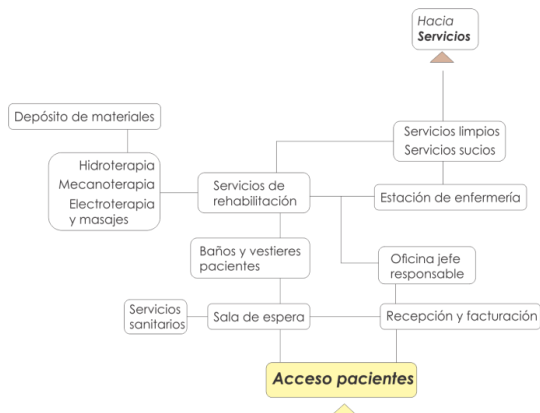 Hacia
Servicios
Depósito de materiales
Servicios limpios
Servicios sucios
Hidroterapia
Mecanoterapia
Electroterapia
y masajes
Servicios de
rehabilitación
Estación de enfermería
Baños y vestieres
pacientes
Oficina jefe
responsable
Servicios
sanitarios
Sala de espera
Recepción y facturación
Acceso pacientes